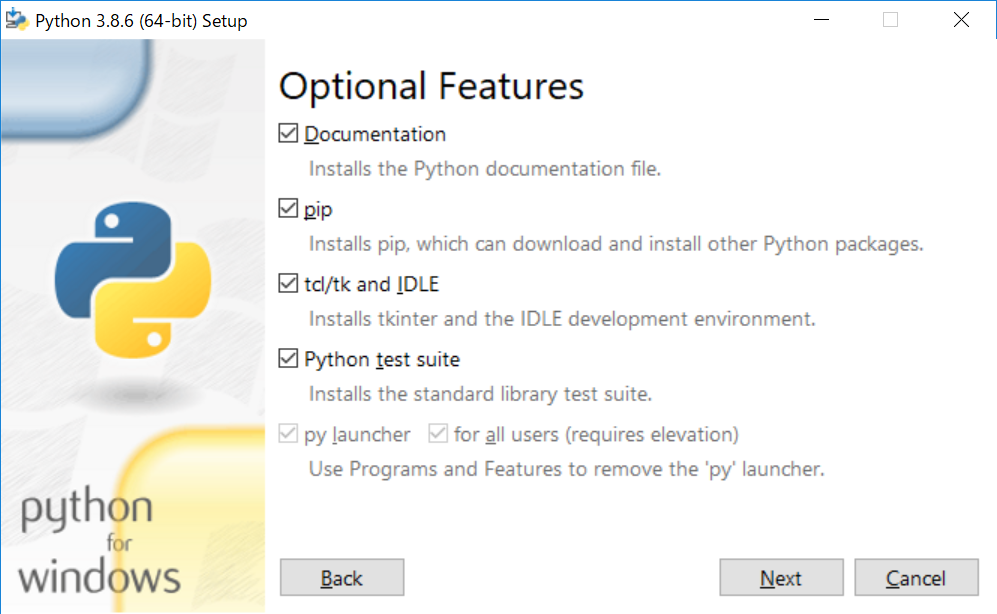 Python 3.8.6 (64-bit) Setup
Optional Features
Documentation
Installs the Python documentation file.
pip
Installs pip, which can download and install other Python packages.
tcl/tk and IDLE
Installs tkinter and the IDLE development environment.
Python test suite
Installs the standard library test suite.
py launcher for all users (requires elevation)
Use Programs and Features to remove the 'py' launcher.
python
for
windows
Back Next Cancel